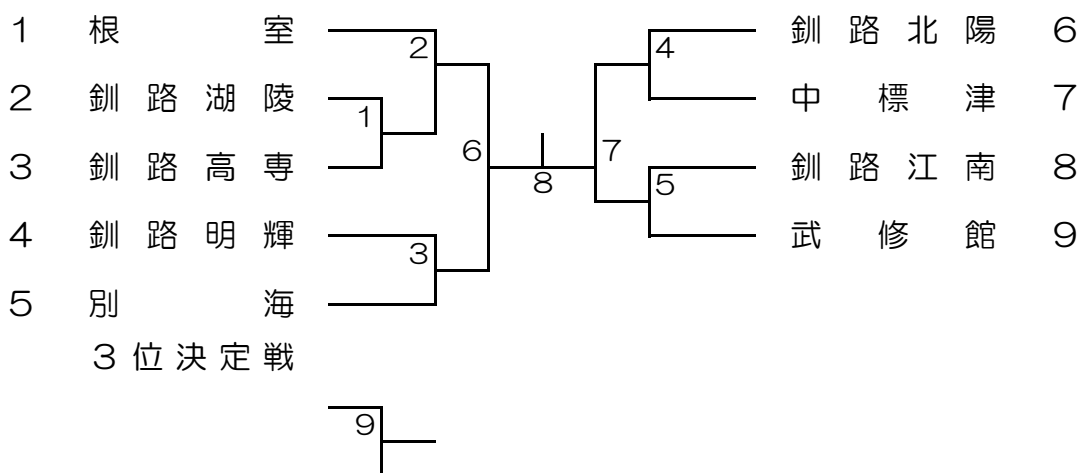 1 根室 2 4 釧路北陽 6
2 釧路湖陵 1 中標津 7
3 釧路高専 6 8 7 5 釧路江南 8
4 釧路明輝 3 武修館 9
5 別海
3位決定戦
9